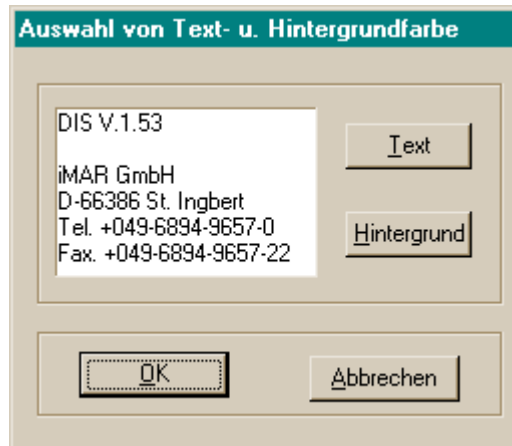 Auswahl von Text- u. Hintergrundfarbe
DIS V.1.53
iMAR GmbH
D-66386 St. Ingbert
Tel. +049-6894-9657-0
Fax. +049-6894-9657-22
Text
Hintergrund
OK
Abbrechen